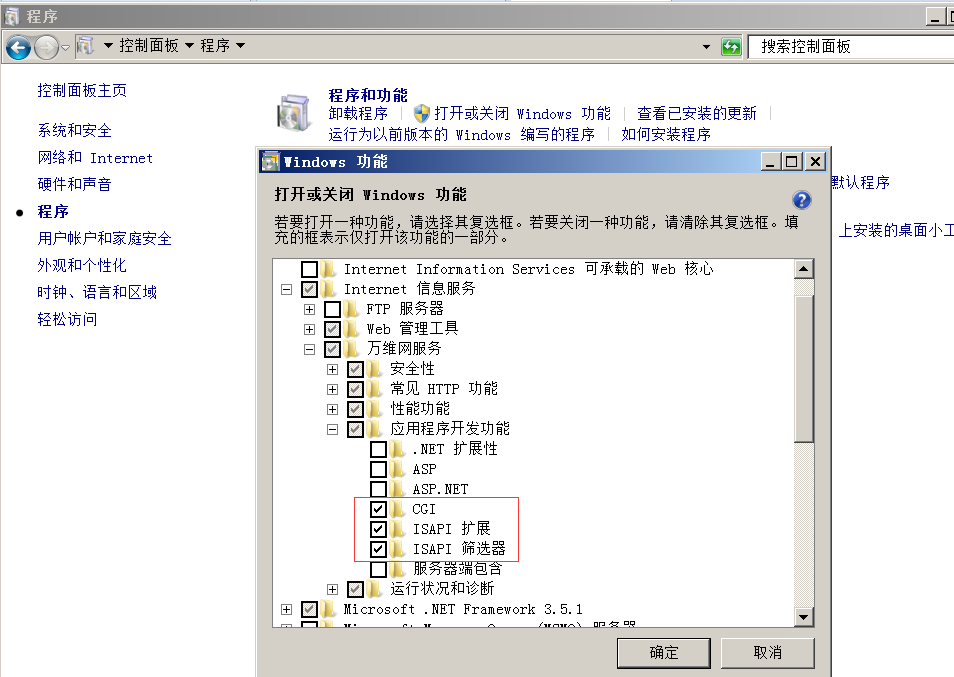 程序
控制面板 程序
搜索控制面板
控制面板主页
系统和安全
网络和 Internet
硬件和声音
程序
用户帐户和家庭安全
外观和个性化
时钟、语言和区域
轻松访问
程序和功能
卸载程序 打开或关闭 Windows 功能 查看已安装的更新
运行为以前版本的 Windows 编写的程序 如何安装程序
默认程序
上安装的桌面小工
Windows 功能
打开或关闭 Windows 功能
若要打开一种功能，请选择其复选框。若要关闭一种功能，请清除其复选框。填
充的框表示仅打开该功能的一部分。
Internet Information Services 可承载的 Web 核心
Internet 信息服务
FTP 服务器
Web 管理工具
万维网服务
安全性
常见 HTTP 功能
性能功能
应用程序开发功能
.NET 扩展性
ASP
ASP.NET
CGI
ISAPI 扩展
ISAPI 筛选器
服务器端包含
运行状况和诊断
Microsoft .NET Framework 3.5.1
确定
取消